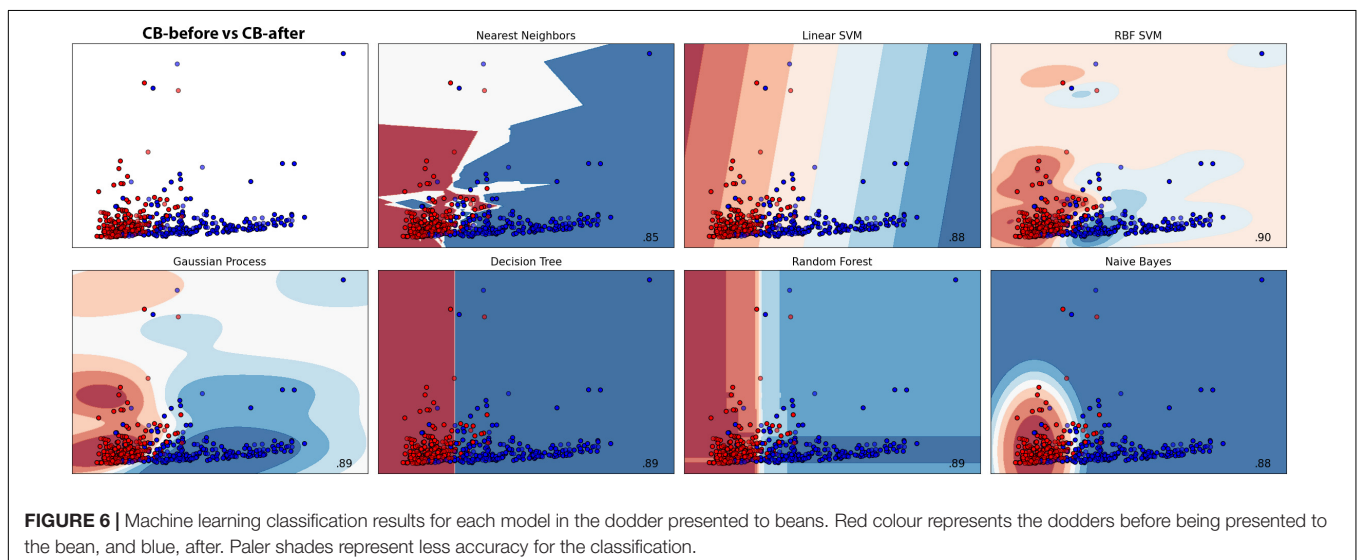 CB-before vs CB-after
Nearest Neighbors
Linear SVM
RBF SVM
.85
.88
.90
Gaussian Process
Decision Tree
Random Forest
Naive Bayes
.89
.89
.89
.88
FIGURE 6 | Machine learning classification results for each model in the dodder presented to beans. Red colour represents the dodders before being presented to
the bean, and blue, after. Paler shades represent less accuracy for the classification.